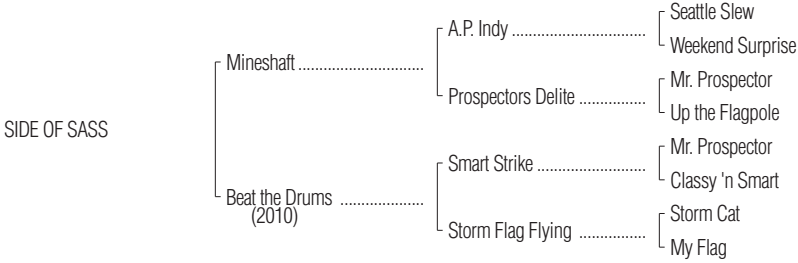 Seattle Slew
A.P. Indy ................................
Weekend Surprise
Mineshaft ..............................
Mr. Prospector
Prospectors Delite ................
Up the Flagpole
SIDE OF SASS
Mr. Prospector
Smart Strike ..........................
Classy 'n Smart
Beat the Drums ....................
(2010)
Storm Cat
Storm Flag Flying ................
My Flag